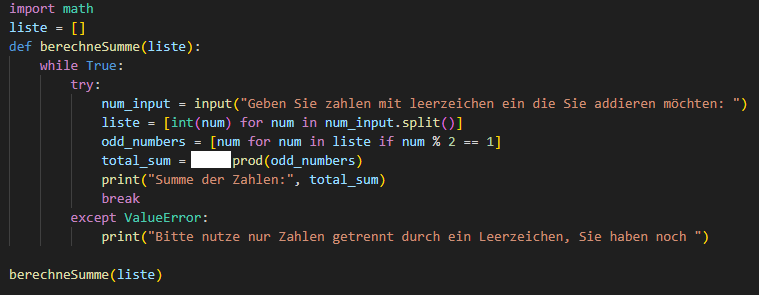 import math
liste = []
def berechneSumme(liste):
    while True:
        try:
            num_input = input("Geben Sie zahlen mit leerzeichen ein die Sie addieren möchten: ")
            liste = [int(num) for num in num_input.split()]
            odd_numbers = [num for num in liste if num % 2 == 1]
            total_sum = prod(odd_numbers)
            print("Summe der Zahlen:", total_sum)
            break
        except ValueError:
            print("Bitte nutze nur Zahlen getrennt durch ein Leerzeichen, Sie haben noch ")
berechneSumme(liste)